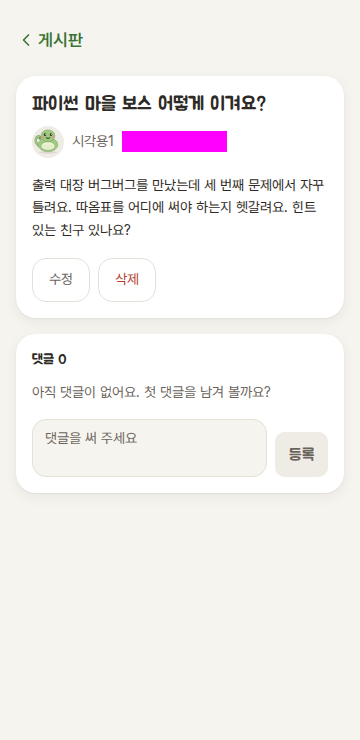 게시판
파이썬 마을 보스 어떻게 이겨요?
시각용1
출력 대장 버그버그를 만났는데 세 번째 문제에서 자꾸
틀려요. 따옴표를 어디에 써야 하는지 헷갈려요. 힌트
있는 친구 있나요?
수정 삭제
댓글 0
아직 댓글이 없어요. 첫 댓글을 남겨 볼까요?
댓글을 써 주세요
등록